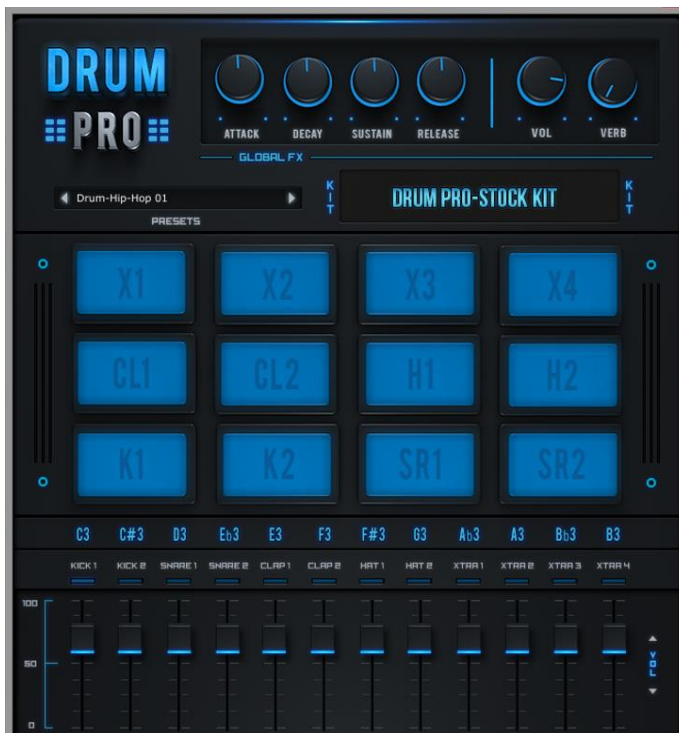 DRUM
PRO
ATTACK DECAY SUSTAIN RELEASE VOL VERB
GLOBAL FX
Drum-Hip-Hop 01
PRESETS
KIT
DRUM PRO-STOCK KIT
KIT
X1 X2 X3 X4
CL1 CL2 H1 H2
K1 K2 SR1 SR2
C3 C#3 D3 Eb3 E3 F3 F#3 G3 Ab3 A3 Bb3 B3
KICK 1 KICK 2 SNARE 1 SNARE 2 CLAP 1 CLAP 2 HAT 1 HAT 2 XTRA 1 XTRA 2 XTRA 3 XTRA 4
100
50
0
VOL